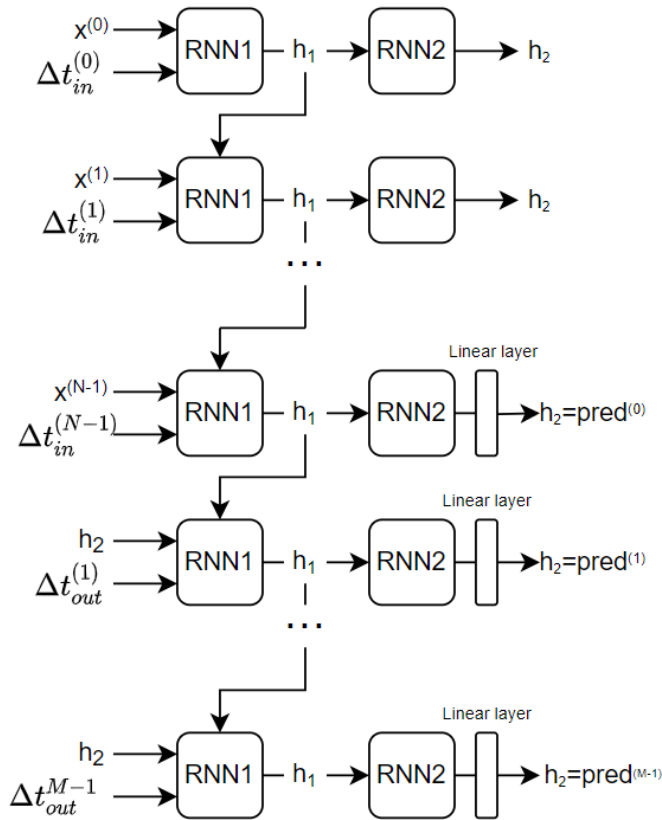 x⁽⁰⁾
Δt_in^(0)
RNN1
h₁
RNN2
h₂
x⁽¹⁾
Δt_in^(1)
RNN1
h₁
RNN2
h₂
...
Linear layer
x⁽ᴺ⁻¹⁾
Δt_in^(N−1)
RNN1
h₁
RNN2
h₂=pred⁽⁰⁾
Linear layer
h₂
Δt_out^(1)
RNN1
h₁
RNN2
h₂=pred⁽¹⁾
...
Linear layer
h₂
Δt_out^M−1
RNN1
h₁
RNN2
h₂=pred⁽ᴹ⁻¹⁾